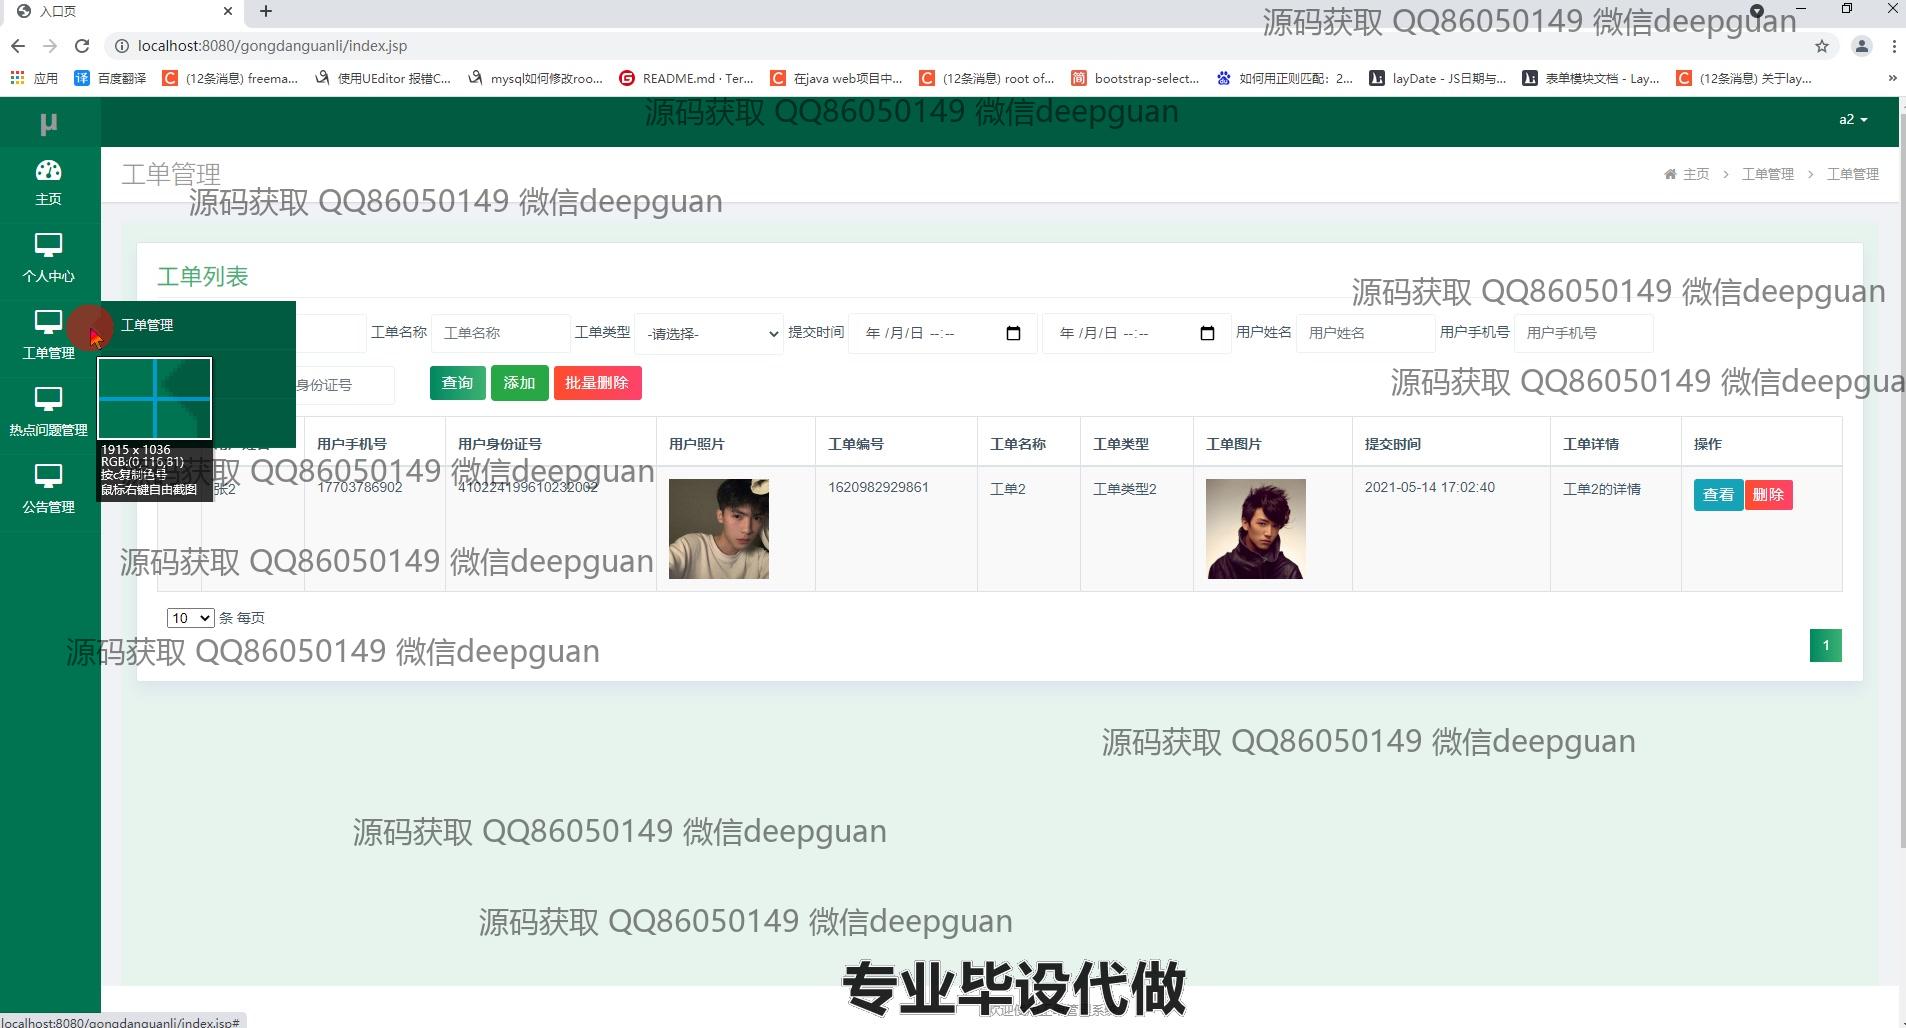 入口页
源码获取 QQ86050149 微信deepguan
localhost:8080/gongdanguanli/index.jsp
应用 百度翻译 (12条消息) freema... 使用UEditor 报错C... mysql如何修改roo... README.md · Ter... 在java web项目中... (12条消息) root of... bootstrap-select... 如何用正则匹配：2... layDate - JS日期与... 表单模块文档 - Lay... (12条消息) 关于lay...
源码获取 QQ86050149 微信deepguan
μ
a2
主页
工单管理
主页 > 工单管理 > 工单管理
源码获取 QQ86050149 微信deepguan
个人中心
工单列表
源码获取 QQ86050149 微信deepguan
工单管理
工单管理
工单名称 工单名称 工单类型 -请选择- 提交时间 年 /月/日 --:-- 年 /月/日 --:-- 用户姓名 用户姓名 用户手机号 用户手机号
身份证号 查询 添加 批量删除
源码获取 QQ86050149 微信deepgua
热点问题管理
1915 x 1036
RGB:(0,116,81)
按c复制色号
鼠标右键自由截图
用户手机号 用户身份证号 用户照片 工单编号 工单名称 工单类型 工单图片 提交时间 工单详情 操作
QQ86050149 微信deepguan
张2 17703786902 410224199610232002 1620982929861 工单2 工单类型2 2021-05-14 17:02:40 工单2的详情 查看 删除
公告管理
源码获取 QQ86050149 微信deepguan
10 条 每页
源码获取 QQ86050149 微信deepguan
1
源码获取 QQ86050149 微信deepguan
源码获取 QQ86050149 微信deepguan
源码获取 QQ86050149 微信deepguan
专业毕设代做
localhost:8080/gongdanguanli/index.jsp#